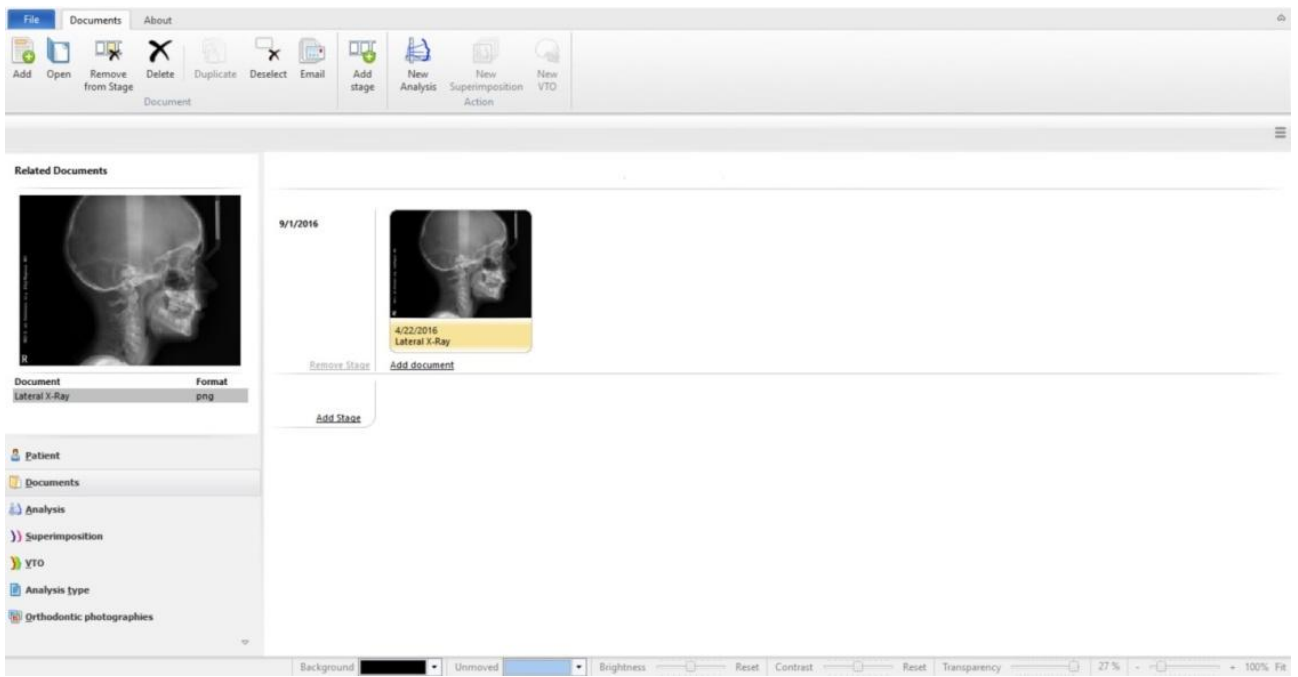 File Documents About
Add Open Remove from Stage Delete Duplicate Deselect Email Add stage New Analysis New Superimposition New VTO
Document Action
Related Documents
9/1/2016
R
4/22/2016
Lateral X-Ray
Remove Stage Add document
Document Format
Lateral X-Ray png
Add Stage
Patient
Documents
Analysis
Superimposition
VTO
Analysis type
Orthodontic photographies
Background Unmoved Brightness Reset Contrast Reset Transparency 27 % - + 100% Fit